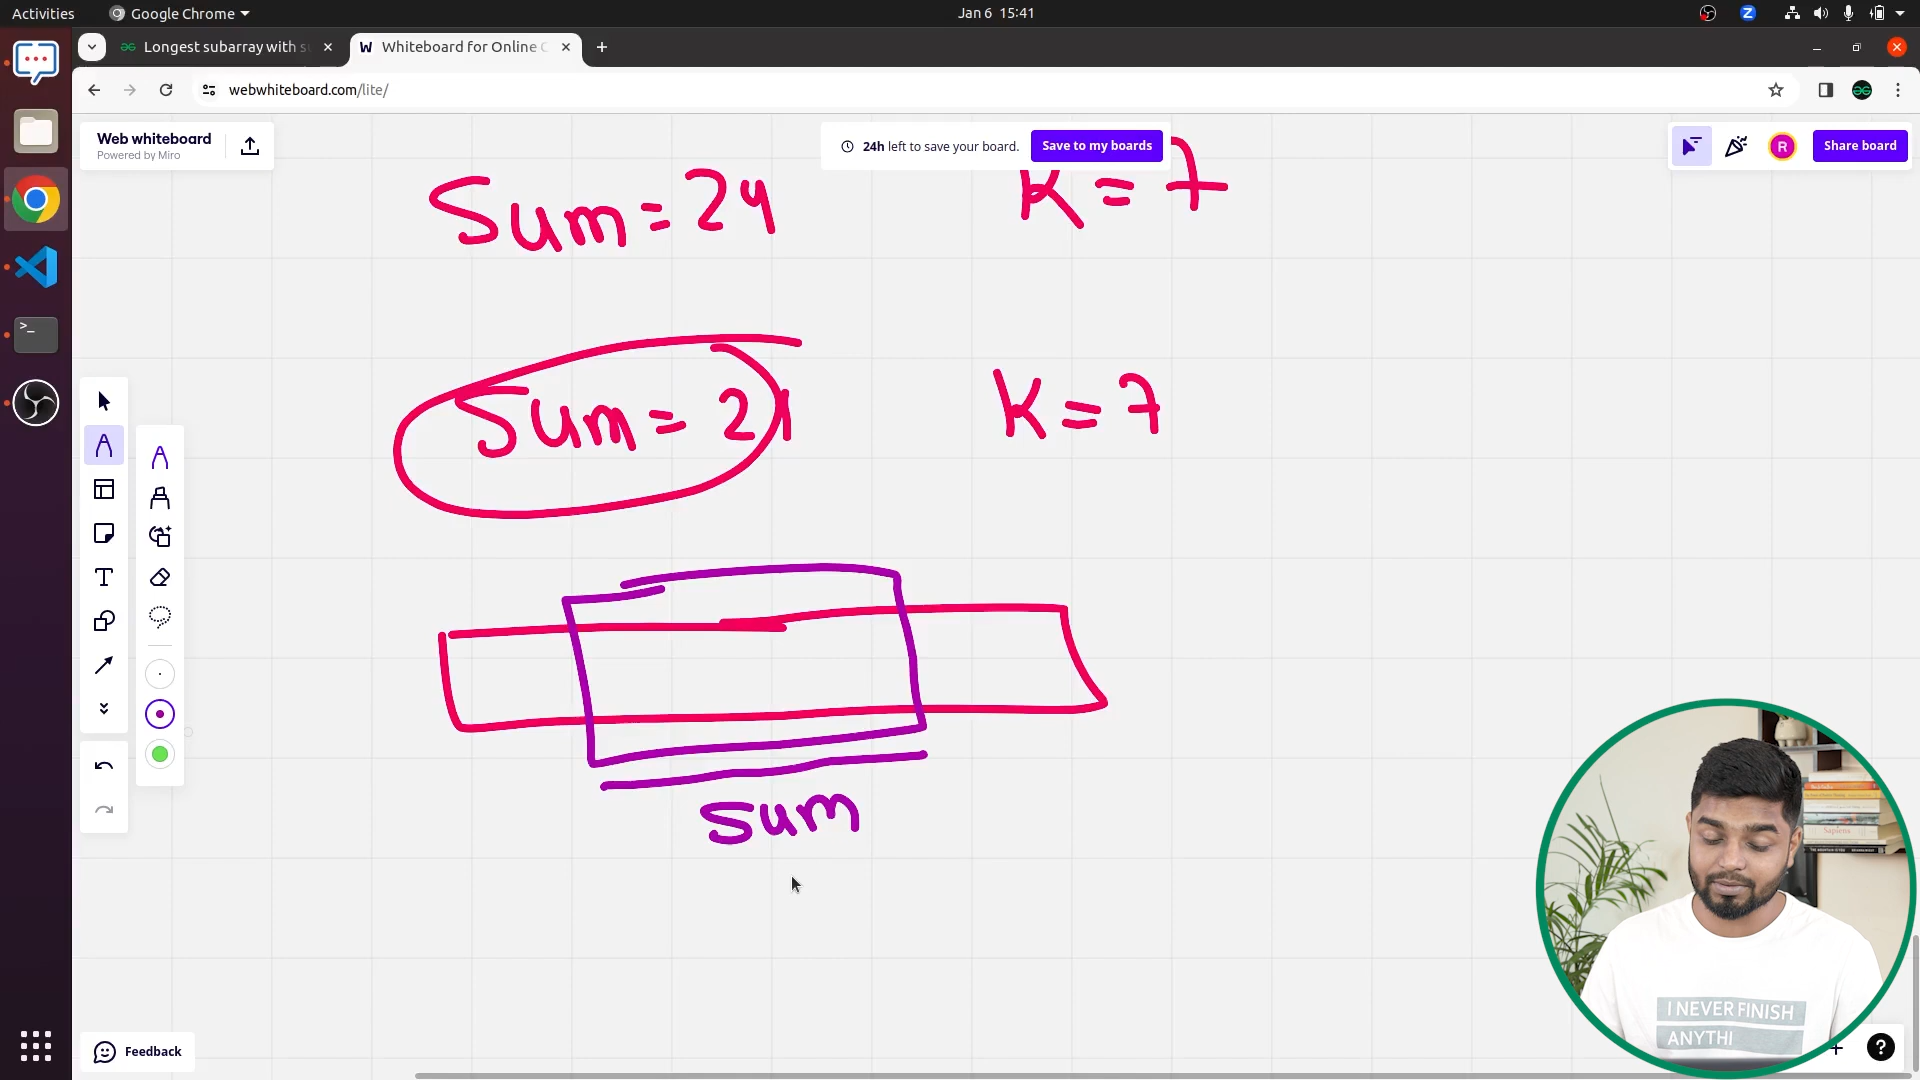 Activities
Google Chrome
Jan 6 15:41
Longest subarray with s
Whiteboard for Online C
webwhiteboard.com/lite/
Web whiteboard
Powered by Miro
24h left to save your board.
Save to my boards
R
Share board
Sum = 24
K = 7
Sum = 21
K = 7
Sum
Feedback
Sapiens
I NEVER FINISH
ANYTHI